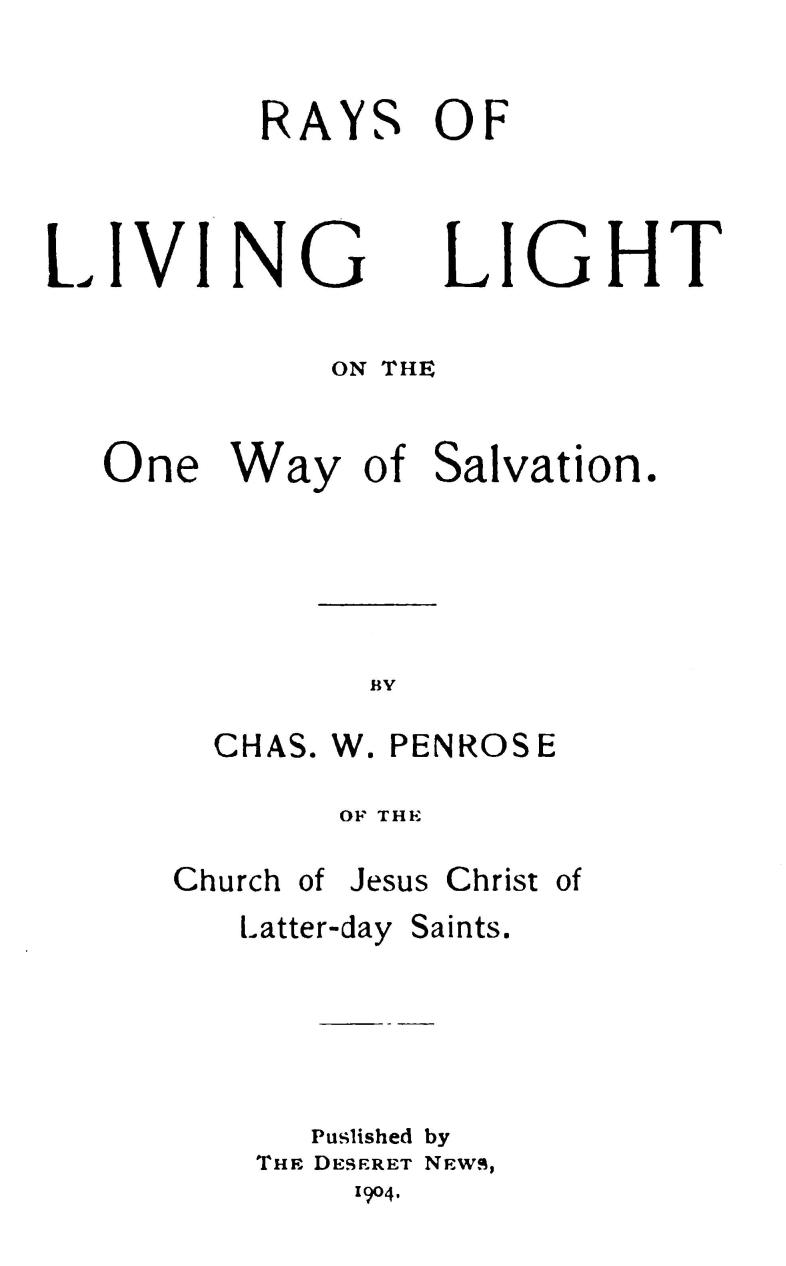 RAYS OF
LIVING LIGHT
ON THE
One Way of Salvation.
BY
CHAS. W. PENROSE
OF THE
Church of Jesus Christ of
Latter-day Saints.
Puslished by
THE DESERET NEWS,
1904.